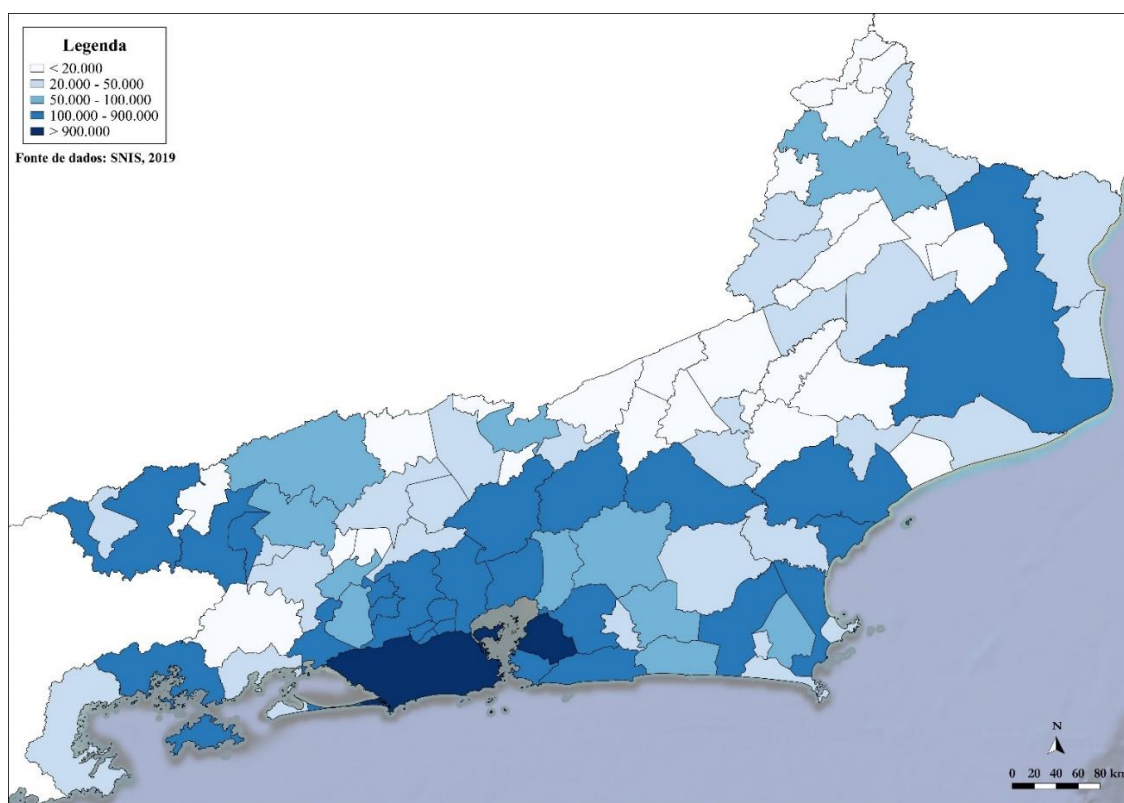 Legenda
< 20.000
20.000 - 50.000
50.000 - 100.000
100.000 - 900.000
> 900.000
Fonte de dados: SNIS, 2019
N
0 20 40 60 80 km